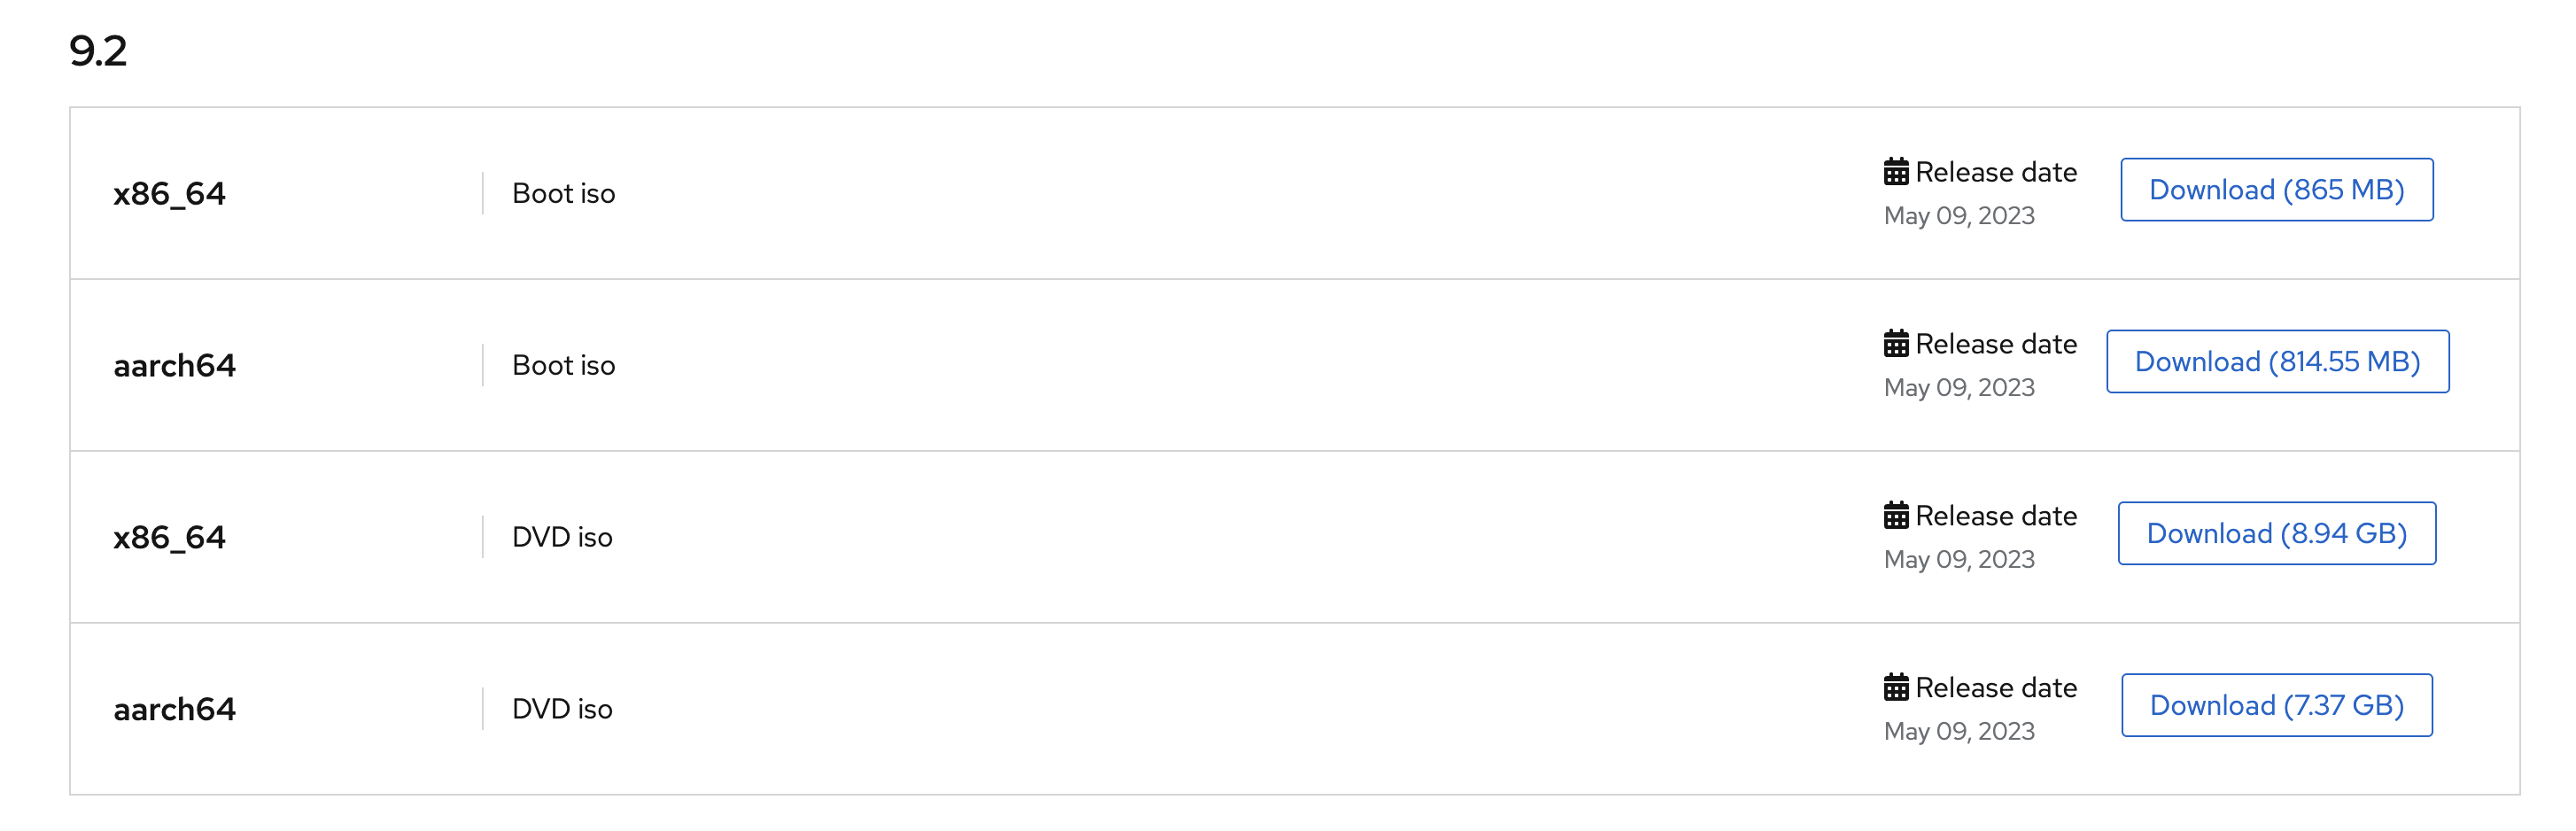 9.2
x86_64
Boot iso
Release date
May 09, 2023
Download (865 MB)
aarch64
Boot iso
Release date
May 09, 2023
Download (814.55 MB)
x86_64
DVD iso
Release date
May 09, 2023
Download (8.94 GB)
aarch64
DVD iso
Release date
May 09, 2023
Download (7.37 GB)